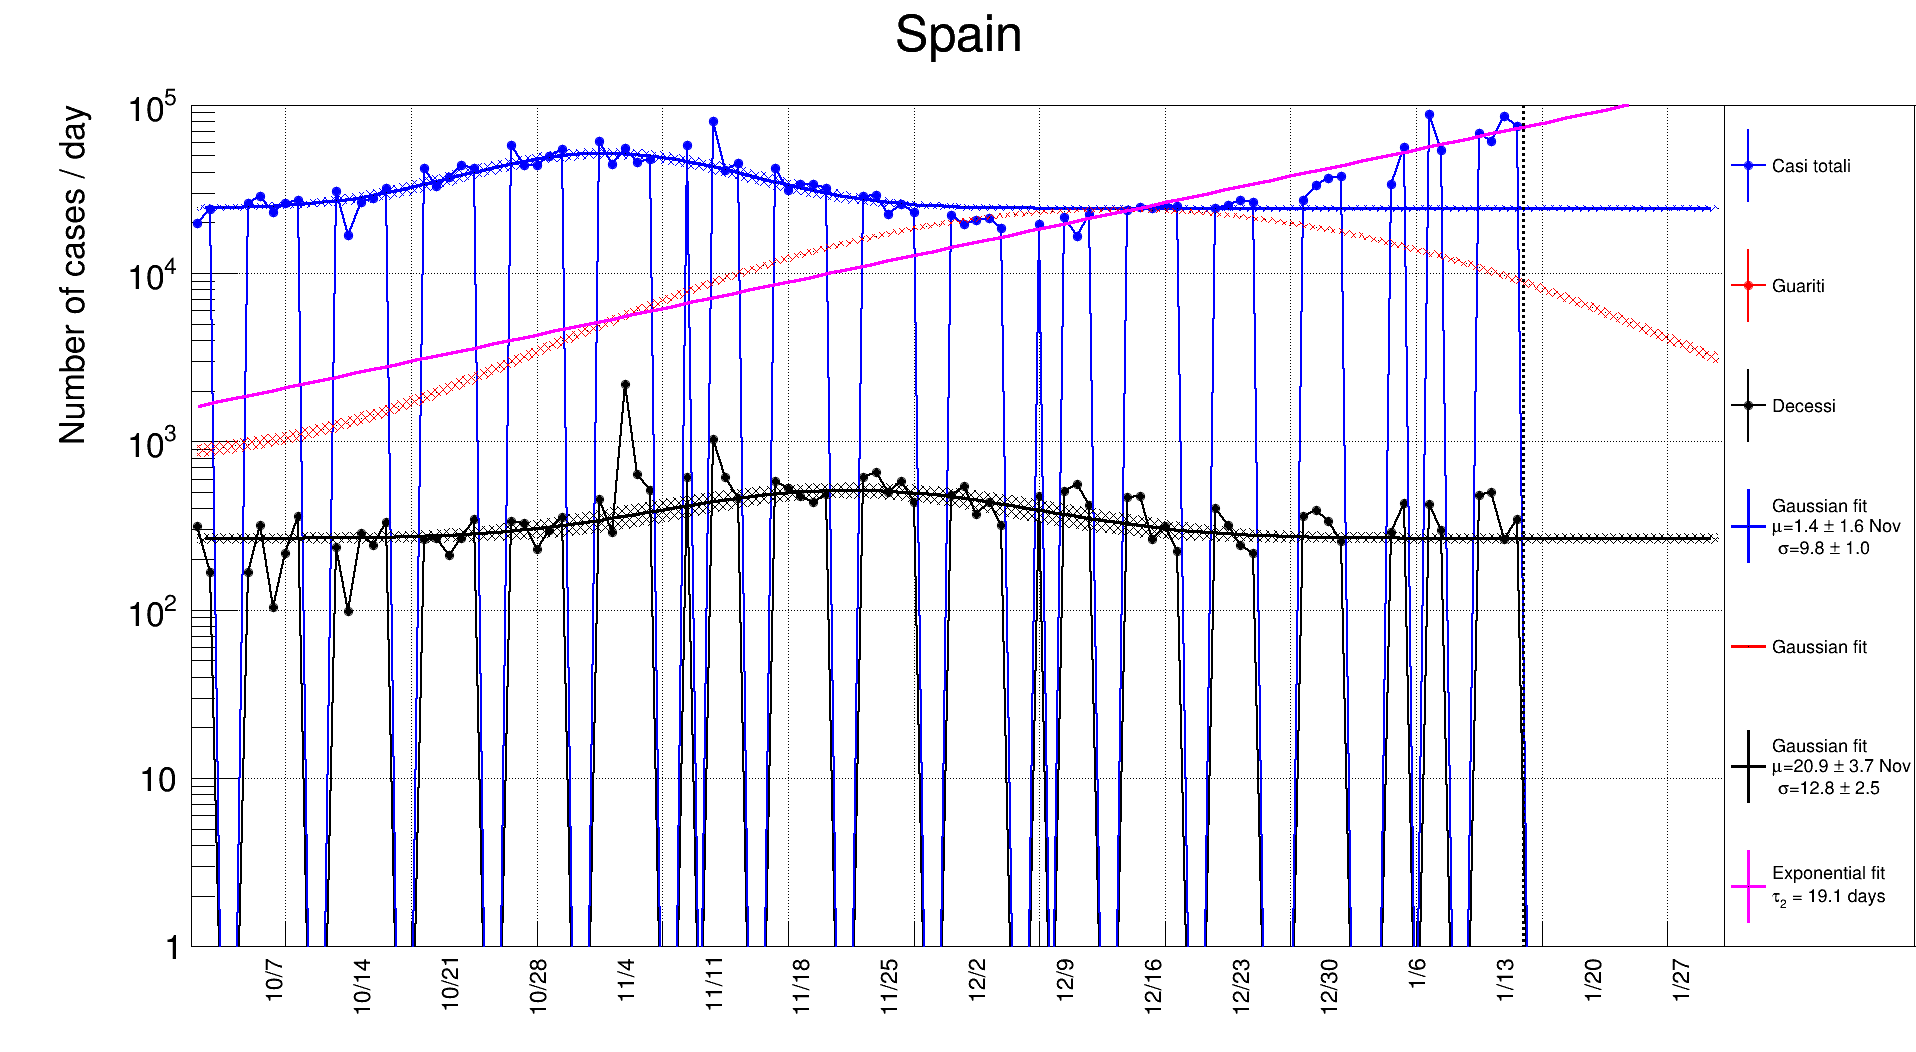 Spain
Number of cases / day
10^5
10^4
10^3
10^2
10
1
10/7
10/14
10/21
10/28
11/4
11/11
11/18
11/25
12/2
12/9
12/16
12/23
12/30
1/6
1/13
1/20
1/27
Casi totali
Guariti
Decessi
Gaussian fit
μ=1.4 ± 1.6 Nov
σ=9.8 ± 1.0
Gaussian fit
Gaussian fit
μ=20.9 ± 3.7 Nov
σ=12.8 ± 2.5
Exponential fit
τ₂ = 19.1 days